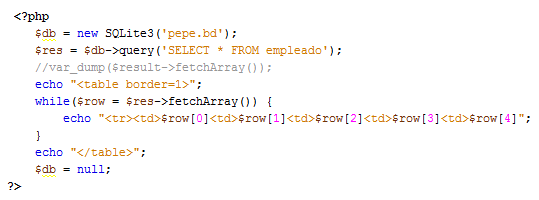 <?php
    $db = new SQLite3('pepe.bd');
    $res = $db->query('SELECT * FROM empleado');
    //var_dump($result->fetchArray());
    echo "<table border=1>";
    while($row = $res->fetchArray()) {
        echo "<tr><td>$row[0]<td>$row[1]<td>$row[2]<td>$row[3]<td>$row[4]";
    }
    echo "</table>";
    $db = null;
?>